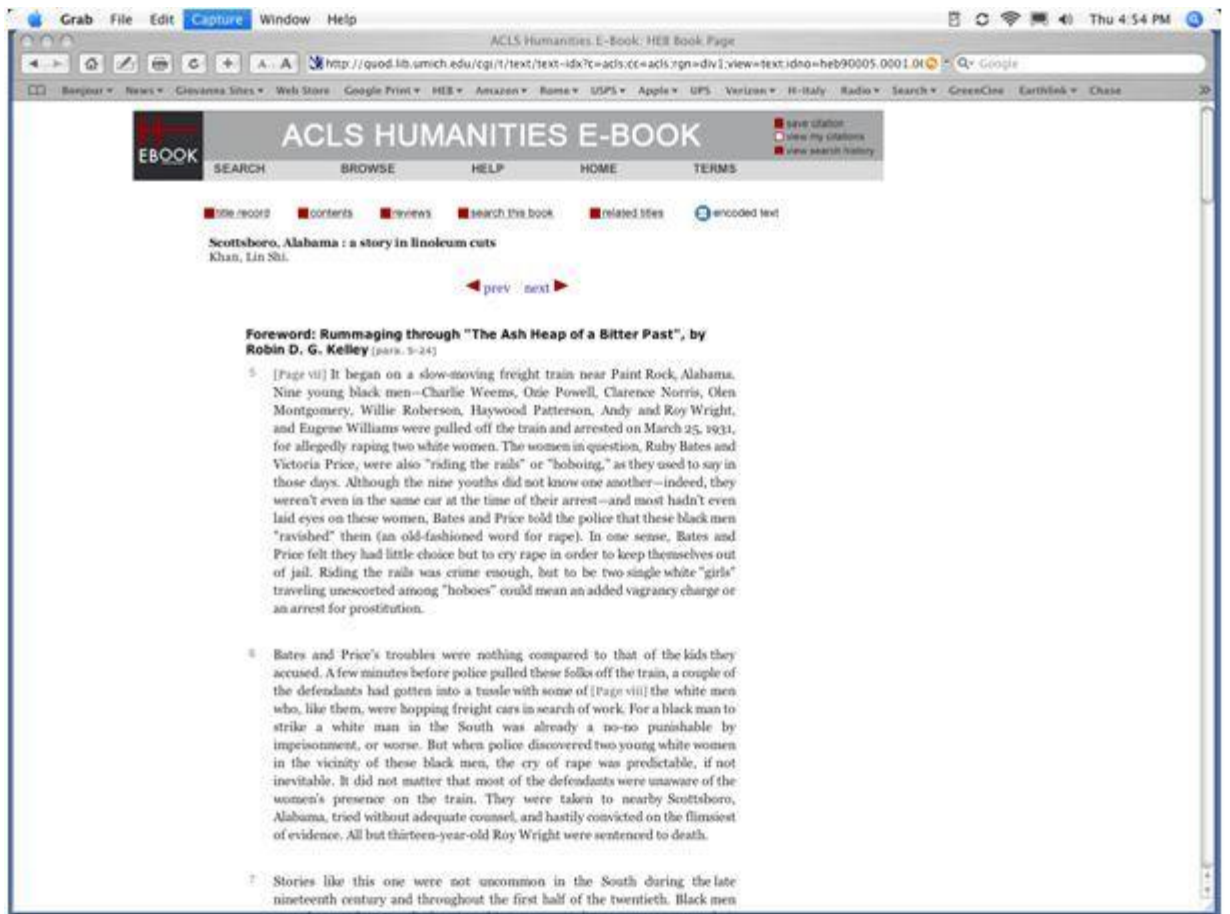 Grab File Edit Capture Window Help Thu 4:54 PM
ACLS Humanities E-Book: HEB Book Page
http://quod.lib.umich.edu/cgi/t/text/text-idx?c=acls;cc=acls;rgn=div1;view=text;idno=heb90005.0001.0 Google
Bonjour News Giovanna Sites Web Store Google Print HEB Amazon Rome USPS Apple UPS Verizon H-Italy Radio Search GreenCine Earthlink Chase
EBOOK ACLS HUMANITIES E-BOOK
save citation
view my citations
view search history
SEARCH BROWSE HELP HOME TERMS
title record contents reviews search this book related titles encoded text
Scottsboro, Alabama : a story in linoleum cuts
Khan, Lin Shi.
prev next
Foreword: Rummaging through "The Ash Heap of a Bitter Past", by
Robin D. G. Kelley [para. 5-24]
5 [Page vii] It began on a slow-moving freight train near Paint Rock, Alabama.
Nine young black men—Charlie Weems, Ozie Powell, Clarence Norris, Olen
Montgomery, Willie Roberson, Haywood Patterson, Andy and Roy Wright,
and Eugene Williams were pulled off the train and arrested on March 25, 1931,
for allegedly raping two white women. The women in question, Ruby Bates and
Victoria Price, were also "riding the rails" or "hoboing," as they used to say in
those days. Although the nine youths did not know one another—indeed, they
weren't even in the same car at the time of their arrest—and most hadn't even
laid eyes on these women, Bates and Price told the police that these black men
"ravished" them (an old-fashioned word for rape). In one sense, Bates and
Price felt they had little choice but to cry rape in order to keep themselves out
of jail. Riding the rails was crime enough, but to be two single white "girls"
traveling unescorted among "hoboes" could mean an added vagrancy charge or
an arrest for prostitution.
6 Bates and Price's troubles were nothing compared to that of the kids they
accused. A few minutes before police pulled these folks off the train, a couple of
the defendants had gotten into a tussle with some of [Page viii] the white men
who, like them, were hopping freight cars in search of work. For a black man to
strike a white man in the South was already a no-no punishable by
imprisonment, or worse. But when police discovered two young white women
in the vicinity of these black men, the cry of rape was predictable, if not
inevitable. It did not matter that most of the defendants were unaware of the
women's presence on the train. They were taken to nearby Scottsboro,
Alabama, tried without adequate counsel, and hastily convicted on the flimsiest
of evidence. All but thirteen-year-old Roy Wright were sentenced to death.
7 Stories like this one were not uncommon in the South during the late
nineteenth century and throughout the first half of the twentieth. Black men